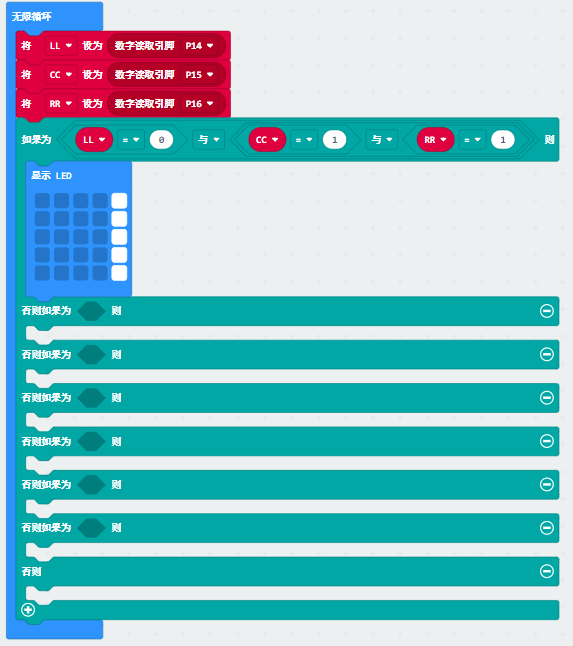 无限循环
将 LL 设为 数字读取引脚 P14
将 CC 设为 数字读取引脚 P15
将 RR 设为 数字读取引脚 P16
如果为 LL = 0 与 CC = 1 与 RR = 1 则
显示 LED
否则如果为 则
否则如果为 则
否则如果为 则
否则如果为 则
否则如果为 则
否则如果为 则
否则